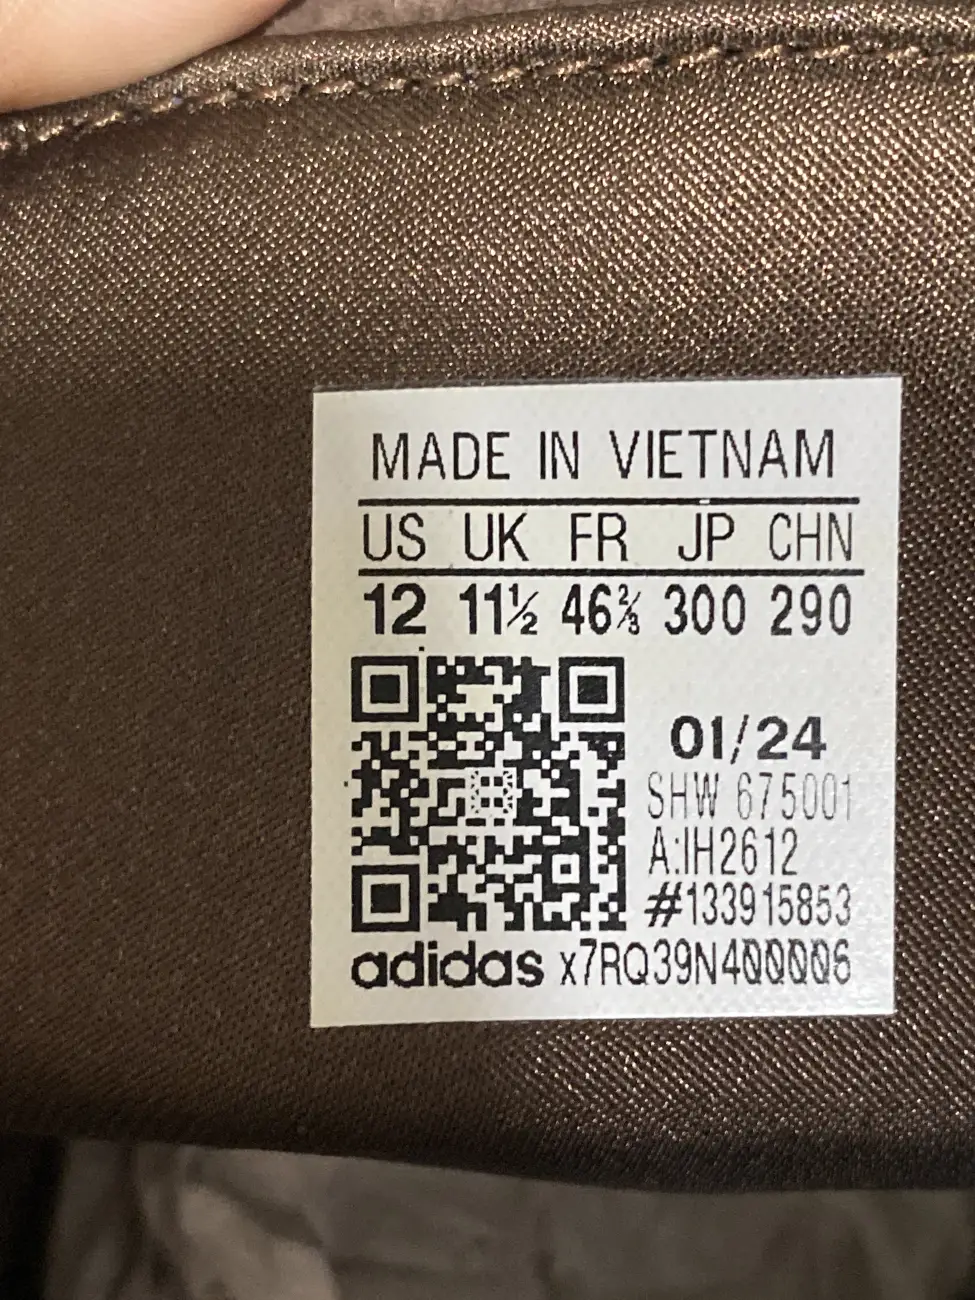 MADE IN VIETNAM
US UK FR JP CHN
12 11½ 46⅔ 300 290
01/24
SHW 675001
A:IH2612
#133915853
adidas x7RQ39N400006